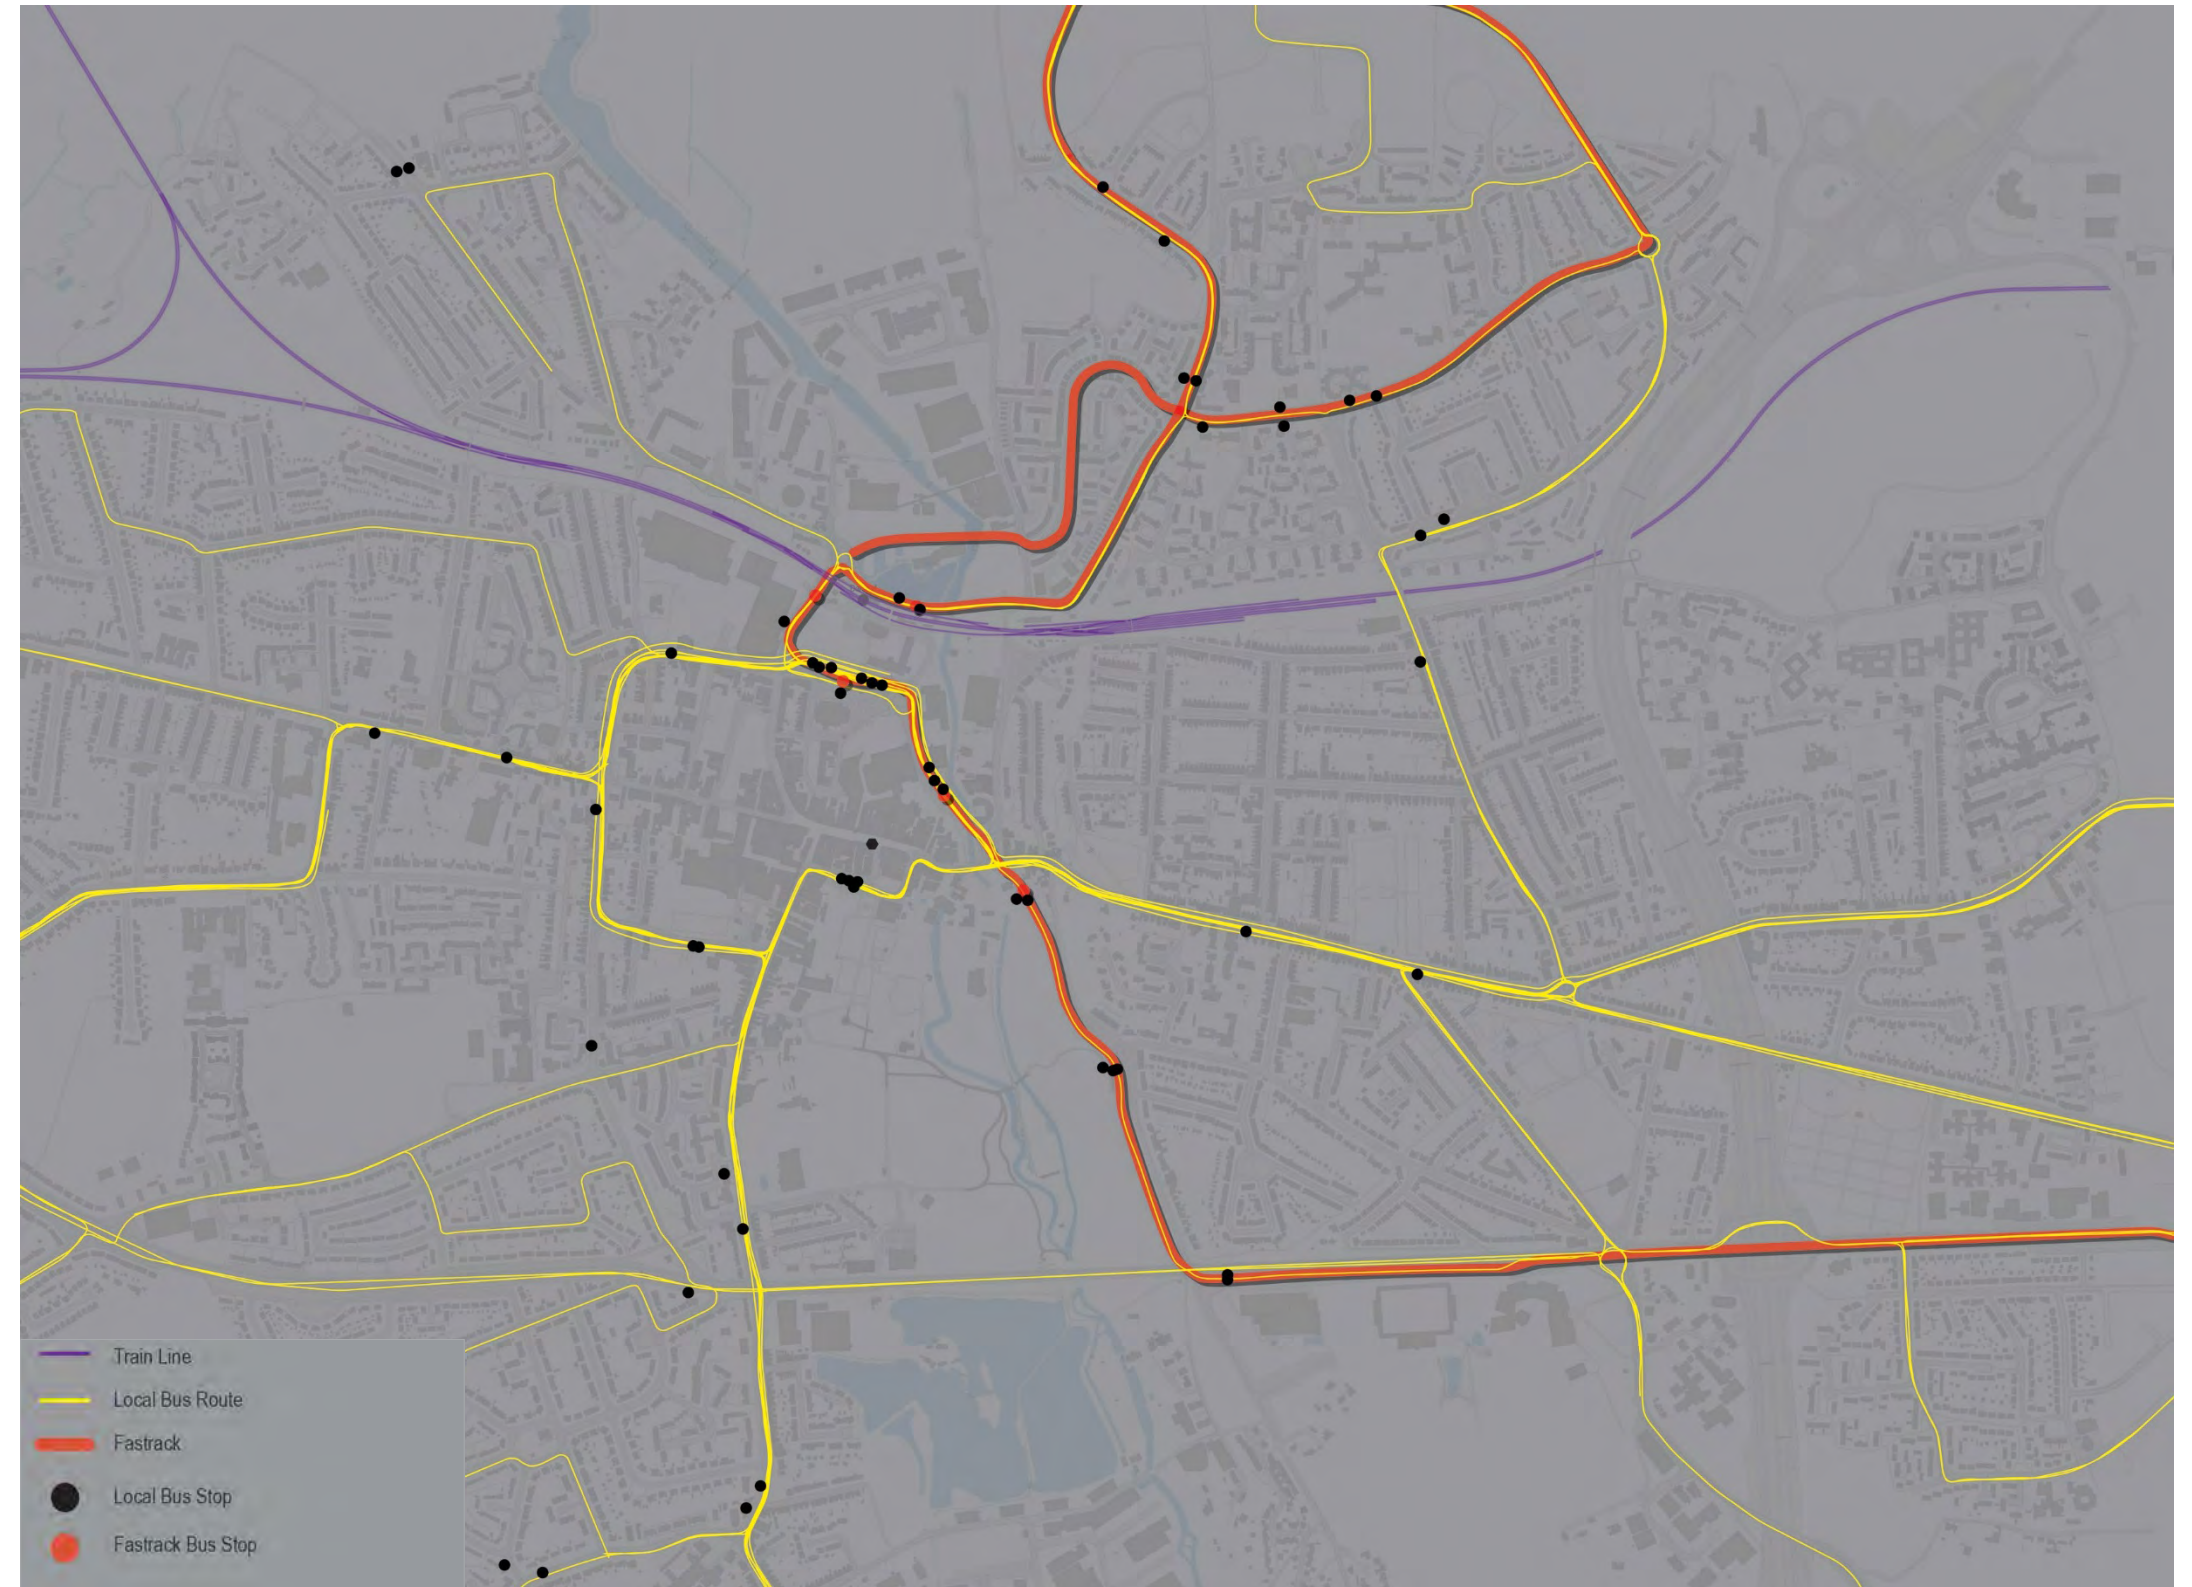 Train Line
Local Bus Route
Fastrack
Local Bus Stop
Fastrack Bus Stop